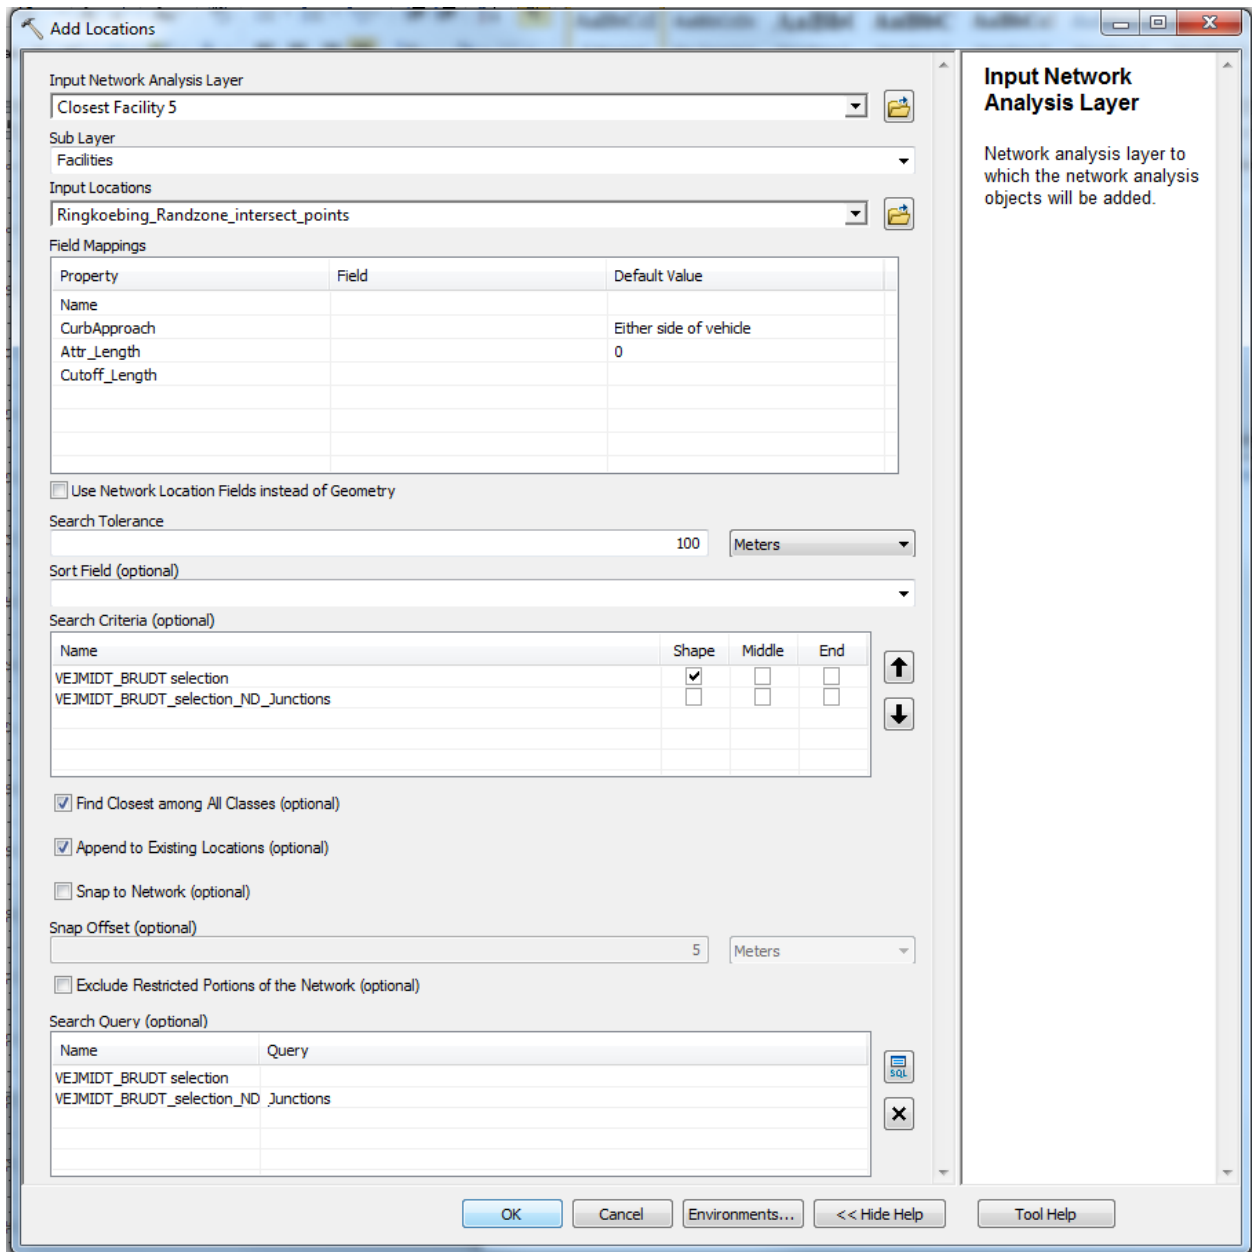 Add Locations
Input Network Analysis Layer
Closest Facility 5
Sub Layer
Facilities
Input Locations
Ringkoebing_Randzone_intersect_points
Field Mappings
Property Field Default Value
Name
CurbApproach Either side of vehicle
Attr_Length 0
Cutoff_Length
Use Network Location Fields instead of Geometry
Search Tolerance
100 Meters
Sort Field (optional)
Search Criteria (optional)
Name Shape Middle End
VEJMIDT_BRUDT selection
VEJMIDT_BRUDT_selection_ND_Junctions
Find Closest among All Classes (optional)
Append to Existing Locations (optional)
Snap to Network (optional)
Snap Offset (optional)
5 Meters
Exclude Restricted Portions of the Network (optional)
Search Query (optional)
Name Query
VEJMIDT_BRUDT selection
SQL
VEJMIDT_BRUDT_selection_ND_Junctions
OK Cancel Environments... << Hide Help Tool Help
Input Network
Analysis Layer
Network analysis layer to
which the network analysis
objects will be added.